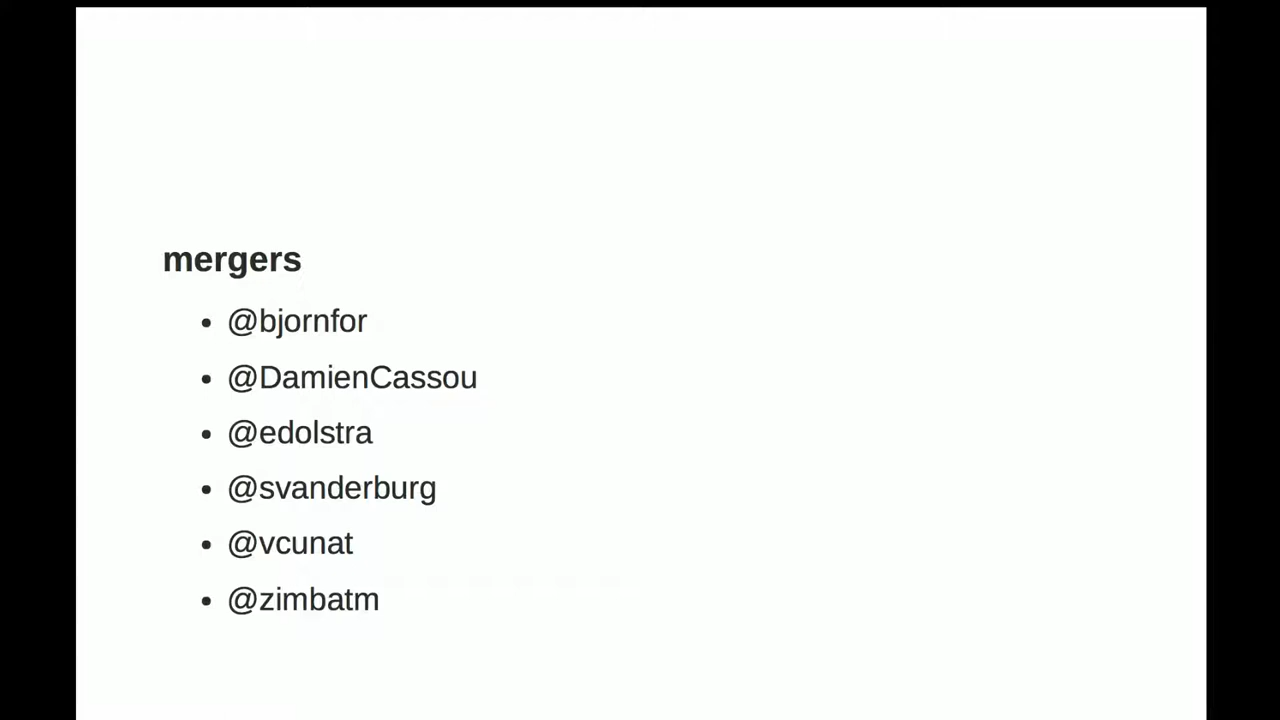 mergers
@bjornfor
@DamienCassou
@edolstra
@svanderburg
@vcunat
@zimbatm